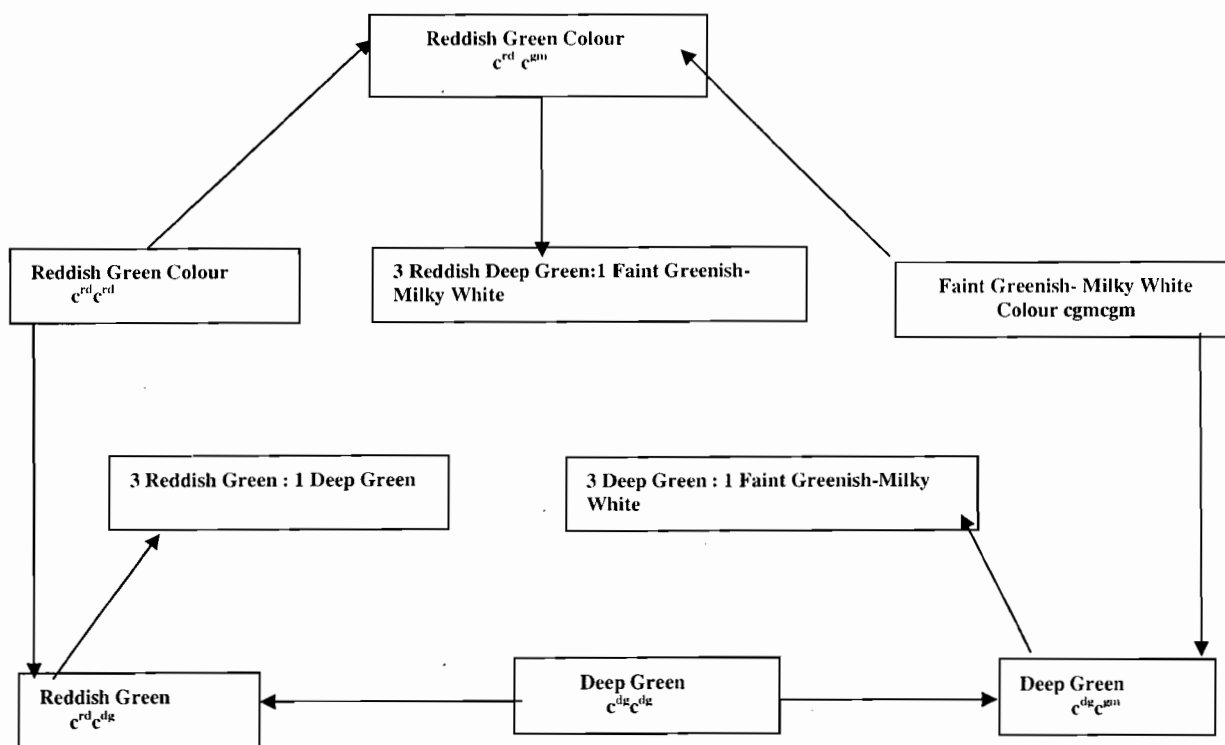 Reddish Green Colour
c^rd c^gm
Reddish Green Colour
c^rd c^rd
3 Reddish Deep Green:1 Faint Greenish-
Milky White
Faint Greenish- Milky White
Colour cgmcgm
3 Reddish Green : 1 Deep Green
3 Deep Green : 1 Faint Greenish-Milky
White
Reddish Green
c^rd c^dg
Deep Green
c^dg c^dg
Deep Green
c^dg c^gm